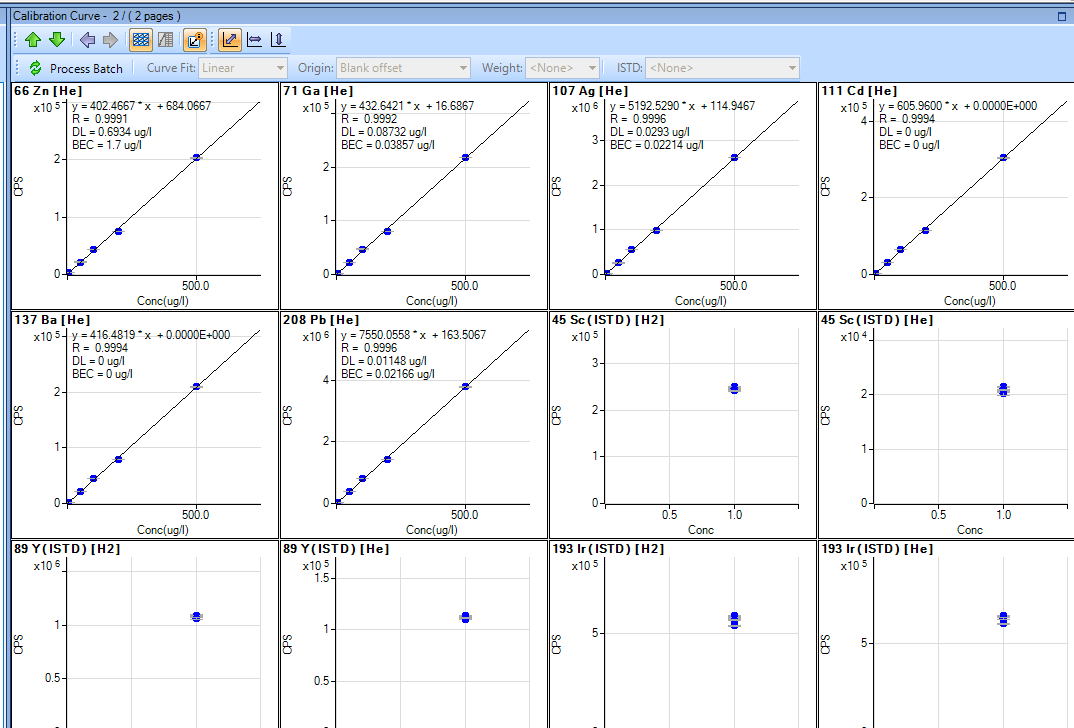 Calibration Curve - 2 / ( 2 pages )
Process Batch Curve Fit: Linear Origin: Blank offset Weight: <None> ISTD: <None>
66 Zn [He]
x10 5
y = 402.4667 * x + 684.0667
R = 0.9991
DL = 0.6934 ug/l
BEC = 1.7 ug/l
2
CPS
1
0
500.0
Conc(ug/l)
71 Ga [He]
x10 5
y = 432.6421 * x + 16.6867
R = 0.9992
DL = 0.08732 ug/l
BEC = 0.03857 ug/l
2
CPS
1
0
500.0
Conc(ug/l)
107 Ag [He]
x10 6
y = 5192.5290 * x + 114.9467
R = 0.9996
DL = 0.0293 ug/l
BEC = 0.02214 ug/l
3
2
CPS
1
0
500.0
Conc(ug/l)
111 Cd [He]
x10 5
y = 605.9600 * x + 0.0000E+000
R = 0.9994
DL = 0 ug/l
BEC = 0 ug/l
4
CPS
2
0
500.0
Conc(ug/l)
137 Ba [He]
x10 5
y = 416.4819 * x + 0.0000E+000
R = 0.9994
DL = 0 ug/l
BEC = 0 ug/l
2
CPS
1
0
500.0
Conc(ug/l)
208 Pb [He]
x10 6
y = 7550.0558 * x + 163.5067
R = 0.9996
DL = 0.01148 ug/l
BEC = 0.02166 ug/l
4
CPS
2
0
500.0
Conc(ug/l)
45 Sc (ISTD) [H2]
x10 5
3
2
CPS
1
0
0.5 1.0
Conc
45 Sc (ISTD) [He]
x10 4
4
2
CPS
1
0
0.5 1.0
Conc
89 Y (ISTD) [H2]
x10 6
1
CPS
0.5
89 Y (ISTD) [He]
x10 5
1.5
1
CPS
0.5
193 Ir (ISTD) [H2]
x10 5
5
CPS
193 Ir (ISTD) [He]
x10 5
5
CPS